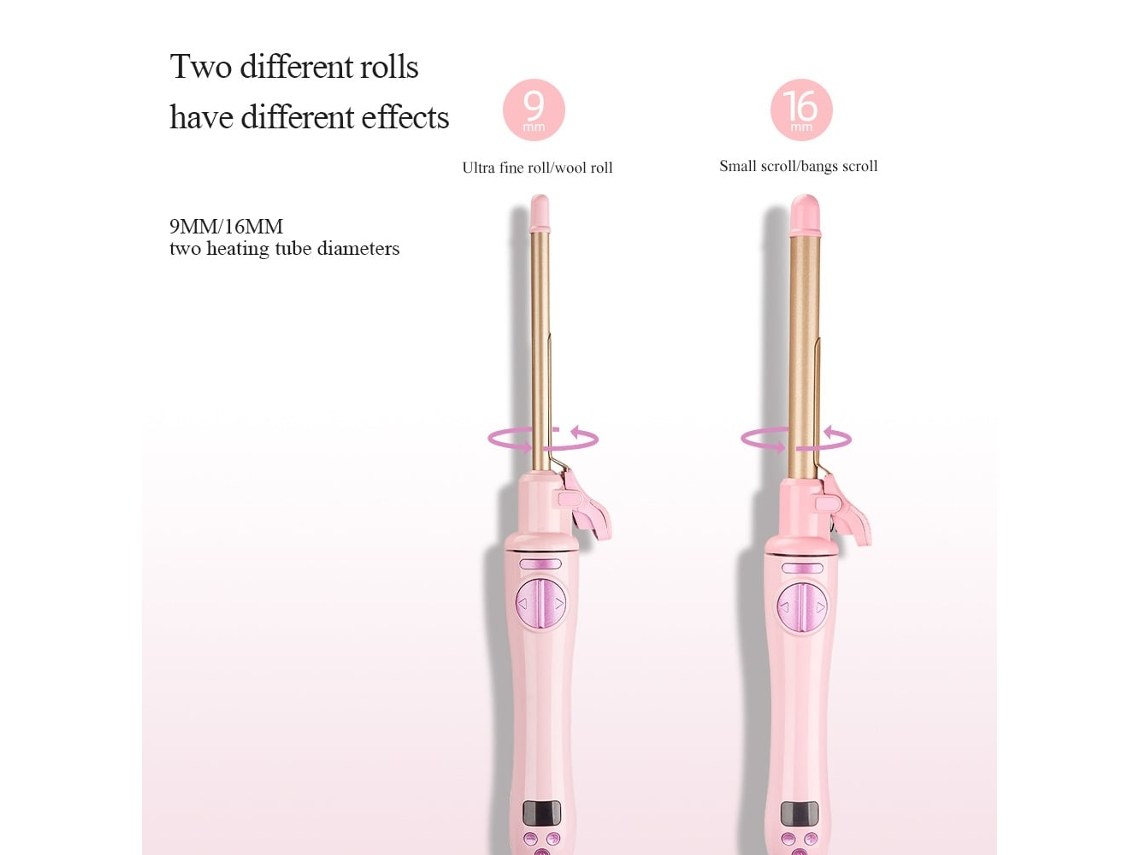 Two different rolls
have different effects
9
mm
16
mm
Ultra fine roll/wool roll
Small scroll/bangs scroll
9MM/16MM
two heating tube diameters